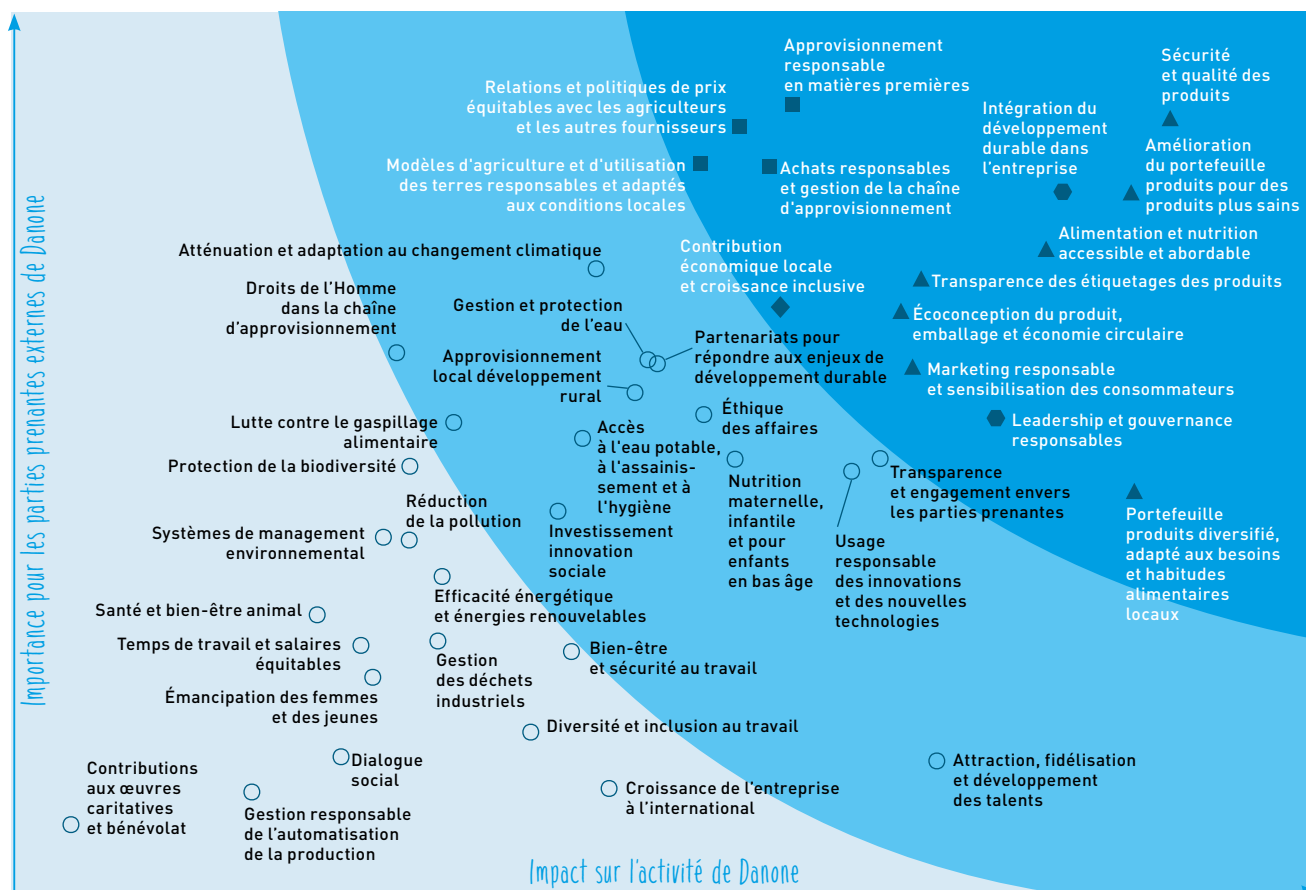 Importance pour les parties prenantes externes de Danone
Approvisionnement
responsable
en matières premières
Sécurité
et qualité des
produits
Relations et politiques de prix
équitables avec les agriculteurs
et les autres fournisseurs
Intégration du
développement
durable dans
l'entreprise
Amélioration
du portefeuille
produits pour des
produits plus sains
Modèles d'agriculture et d'utilisation
des terres responsables et adaptés
aux conditions locales
Achats responsables
et gestion de la chaîne
d'approvisionnement
Alimentation et nutrition
accessible et abordable
Atténuation et adaptation au changement climatique
Contribution
économique locale
et croissance inclusive
Transparence des étiquetages des produits
Droits de l'Homme
dans la chaîne
d'approvisionnement
Gestion et protection
de l'eau
Écoconception du produit,
emballage et économie circulaire
Partenariats pour
répondre aux enjeux de
développement durable
Approvisionnement
local développement
rural
Marketing responsable
et sensibilisation des consommateurs
Éthique
des affaires
Leadership et gouvernance
responsables
Lutte contre le gaspillage
alimentaire
Accès
à l'eau potable,
à l'assainis-
sement et à
l'hygiène
Protection de la biodiversité
Nutrition
maternelle,
infantile
et pour
enfants
en bas âge
Transparence
et engagement envers
les parties prenantes
Réduction
de la pollution
Systèmes de management
environnemental
Investissement
innovation
sociale
Usage
responsable
des innovations
et des nouvelles
technologies
Portefeuille
produits diversifié,
adapté aux besoins
et habitudes
alimentaires
locaux
Efficacité énergétique
et énergies renouvelables
Santé et bien-être animal
Temps de travail et salaires
équitables
Gestion
des déchets
industriels
Bien-être
et sécurité au travail
Émancipation des femmes
et des jeunes
Diversité et inclusion au travail
Dialogue
social
Attraction, fidélisation
et développement
des talents
Contributions
aux œuvres
caritatives
et bénévolat
Croissance de l'entreprise
à l'international
Gestion responsable
de l'automatisation
de la production
Impact sur l'activité de Danone